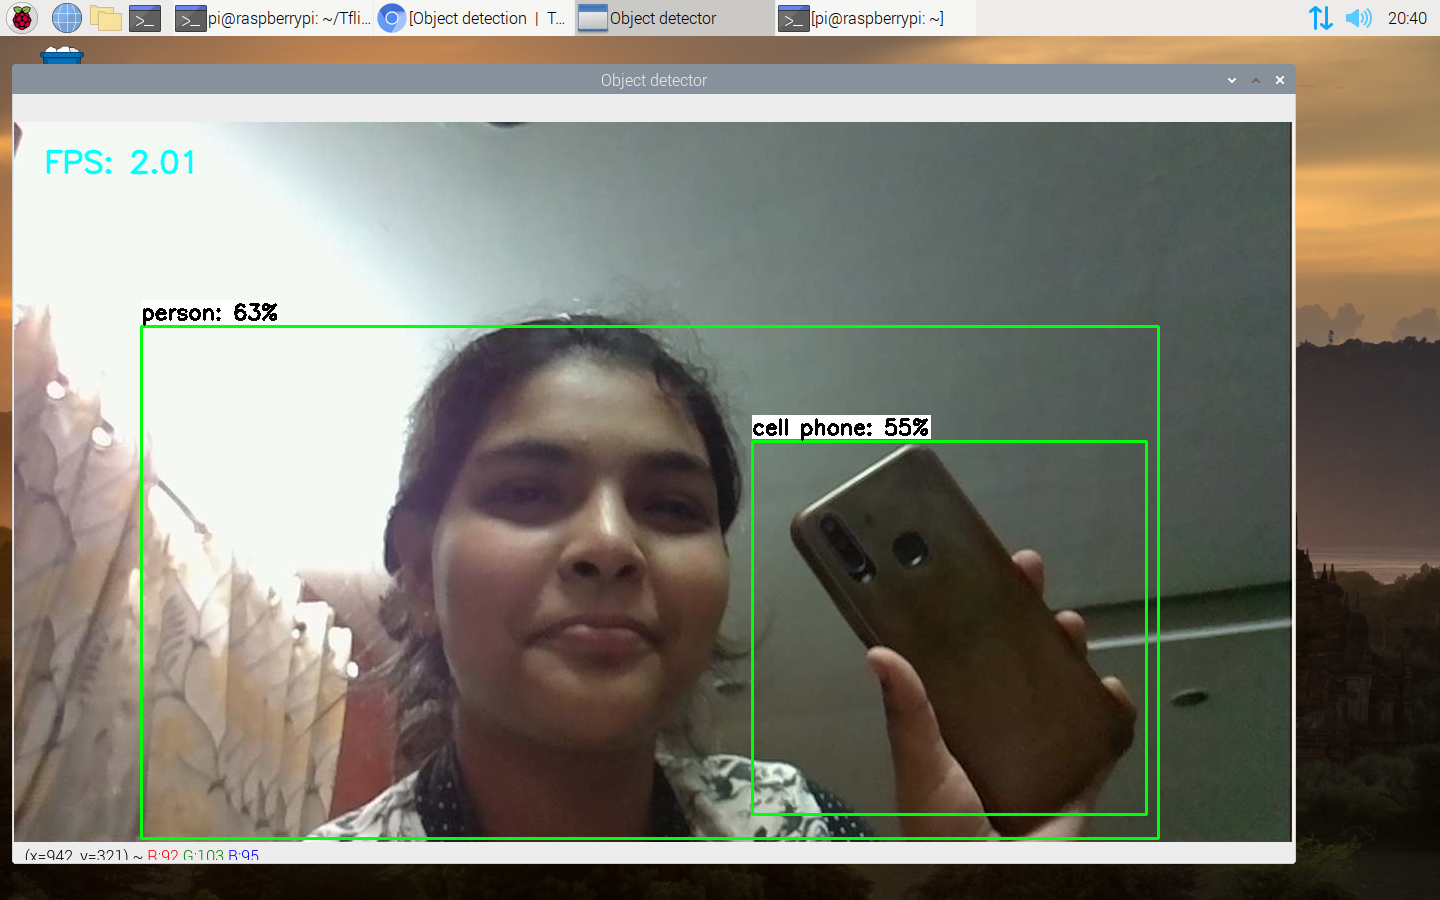 pi@raspberrypi: ~/Tfli...
[Object detection | T...
Object detector
[pi@raspberrypi: ~]
20:40
Object detector
FPS: 2.01
person: 63%
cell phone: 55%
(x=942, y=321) ~ R:92 G:103 B:95